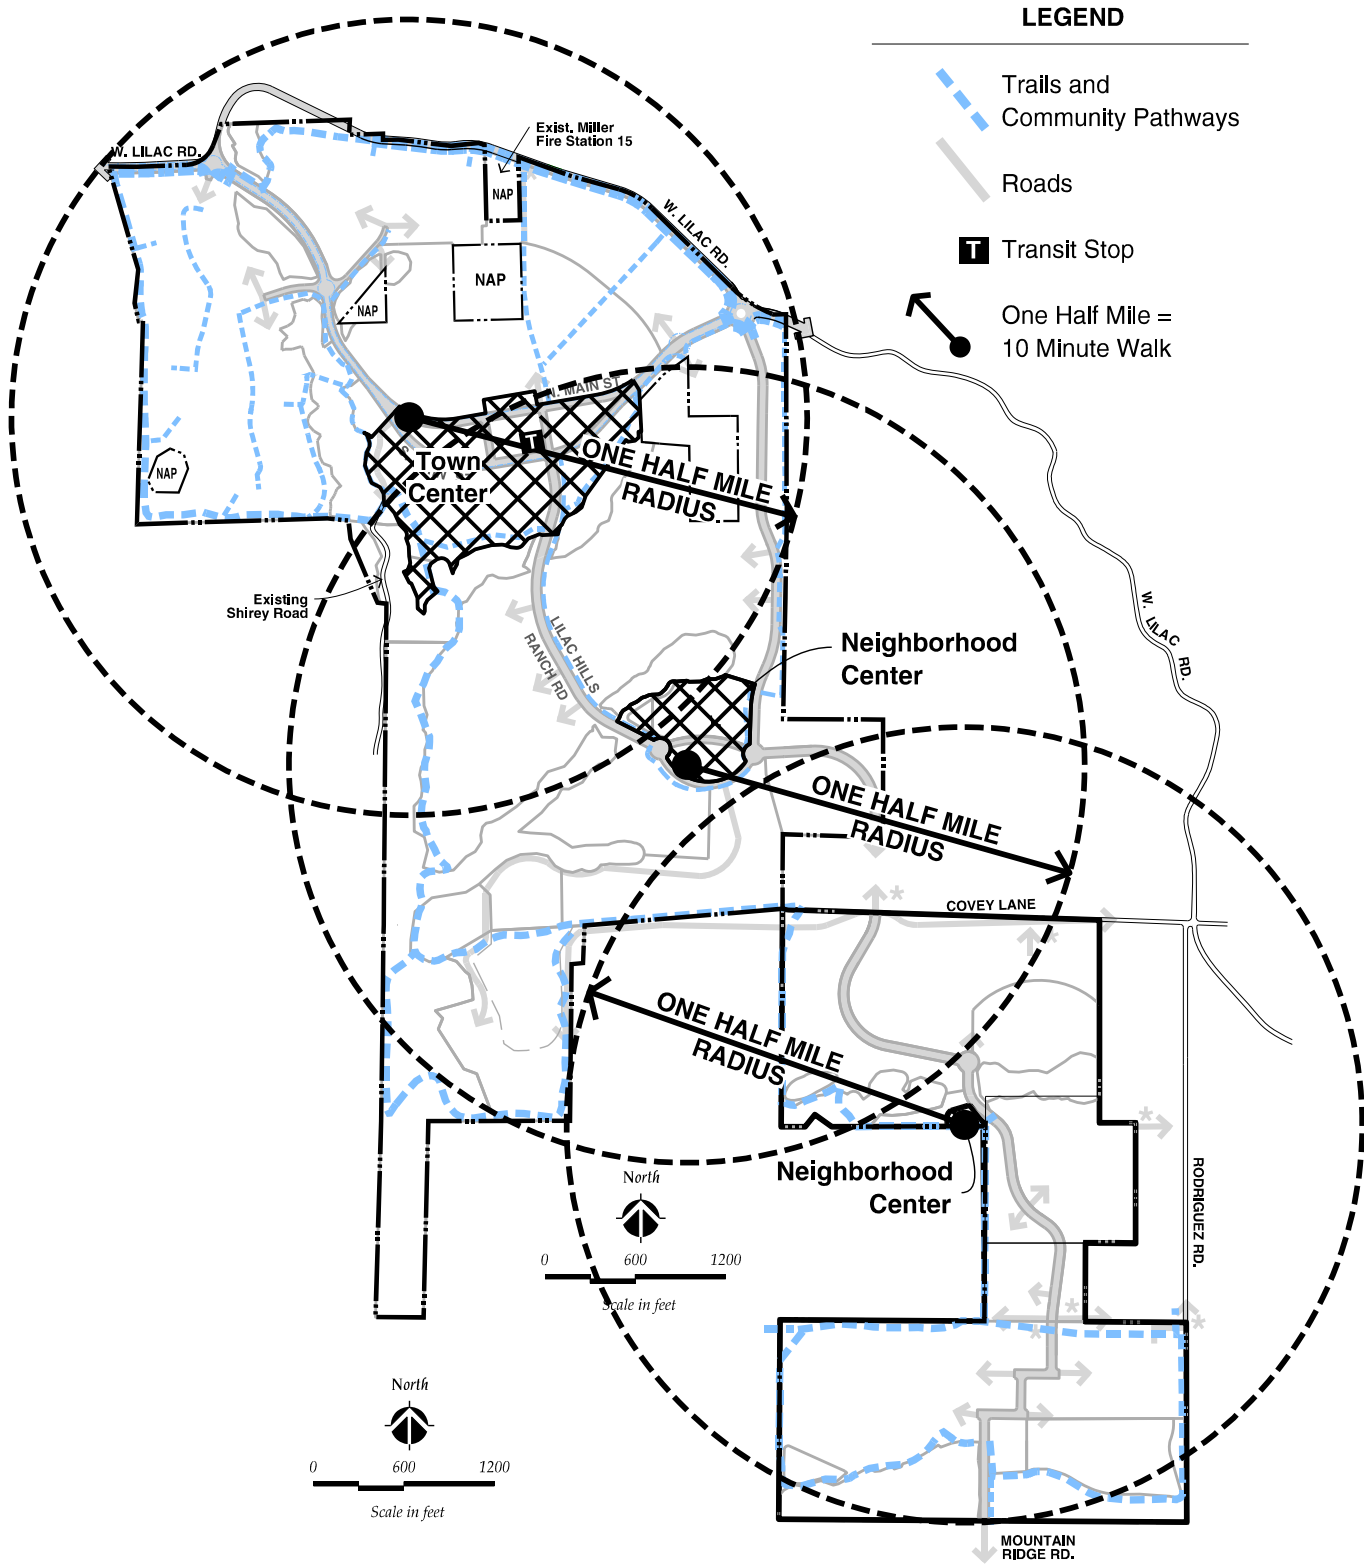 LEGEND
Trails and
Community Pathways
Roads
T Transit Stop
One Half Mile =
10 Minute Walk
W. LILAC RD.
Exist. Miller
Fire Station 15
NAP
W. LILAC RD.
NAP
NAP
N. MAIN ST
T
Town
Center
ONE HALF MILE
RADIUS
NAP
Existing
Shirey Road
LILAC HILLS
RANCH RD
Neighborhood
Center
W. LILAC RD.
ONE HALF MILE
RADIUS
COVEY LANE
*
*
ONE HALF MILE
RADIUS
*
Neighborhood
Center
RODRIGUEZ RD.
North
0 600 1200
Scale in feet
*
*
*
North
0 600 1200
Scale in feet
MOUNTAIN
RIDGE RD.